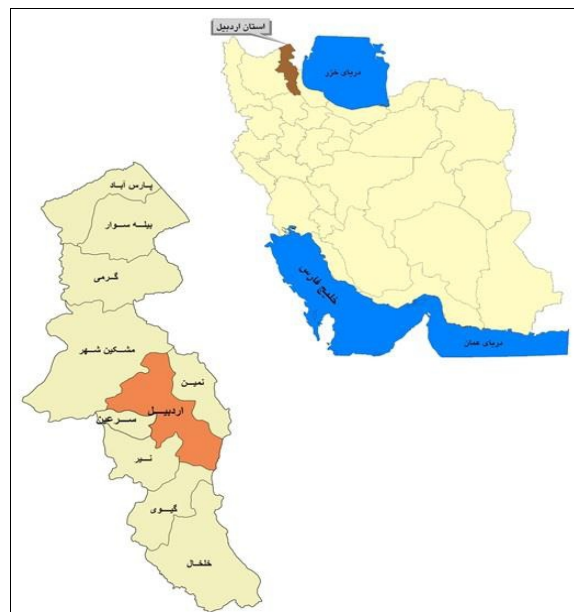 استان اردبیل
دریای خزر
خلیج فارس
دریای عمان
پارس آباد
بیله سوار
گرمی
مشکین شهر
نمین
اردبیل
سرعین
نیر
گیوی
خلخال